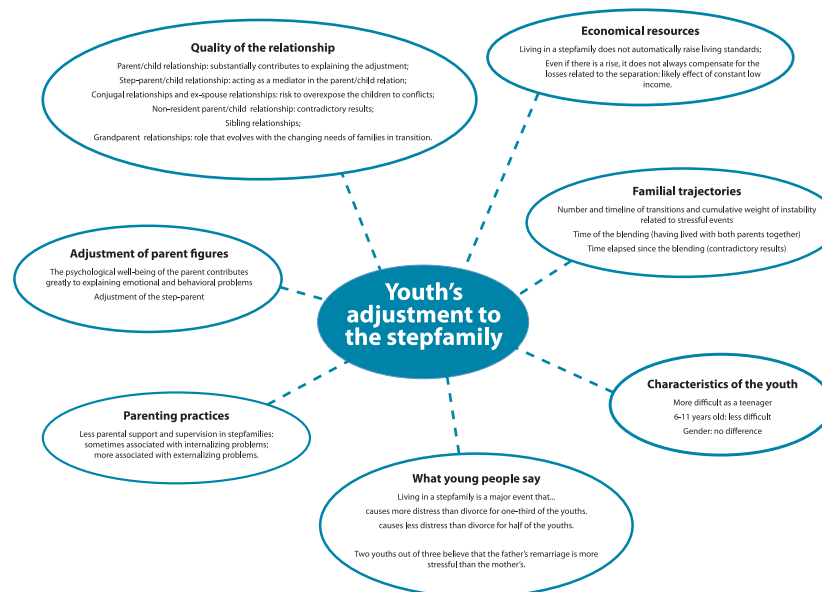 Quality of the relationship
Parent/child relationship: substantially contributes to explaining the adjustment;
Step-parent/child relationship: acting as a mediator in the parent/child relation;
Conjugal relationships and ex-spouse relationships: risk to overexpose the children to conflicts;
Non-resident parent/child relationship: contradictory results;
Sibling relationships;
Grandparent relationships: role that evolves with the changing needs of families in transition.
Economical resources
Living in a stepfamily does not automatically raise living standards;
Even if there is a rise, it does not always compensate for the
losses related to the separation: likely effect of constant low
income.
Familial trajectories
Number and timeline of transitions and cumulative weight of instability
related to stressful events
Time of the blending (having lived with both parents together)
Time elapsed since the blending (contradictory results)
Adjustment of parent figures
The psychological well-being of the parent contributes
greatly to explaining emotional and behavioral problems
Adjustment of the step-parent
Youth's
adjustment to
the stepfamily
Characteristics of the youth
More difficult as a teenager
6-11 years old: less difficult
Gender: no difference
Parenting practices
Less parental support and supervision in stepfamilies:
sometimes associated with internalizing problems;
more associated with externalizing problems.
What young people say
Living in a stepfamily is a major event that...
causes more distress than divorce for one-third of the youths.
causes less distress than divorce for half of the youths.
Two youths out of three believe that the father's remarriage is more
stressful than the mother's.